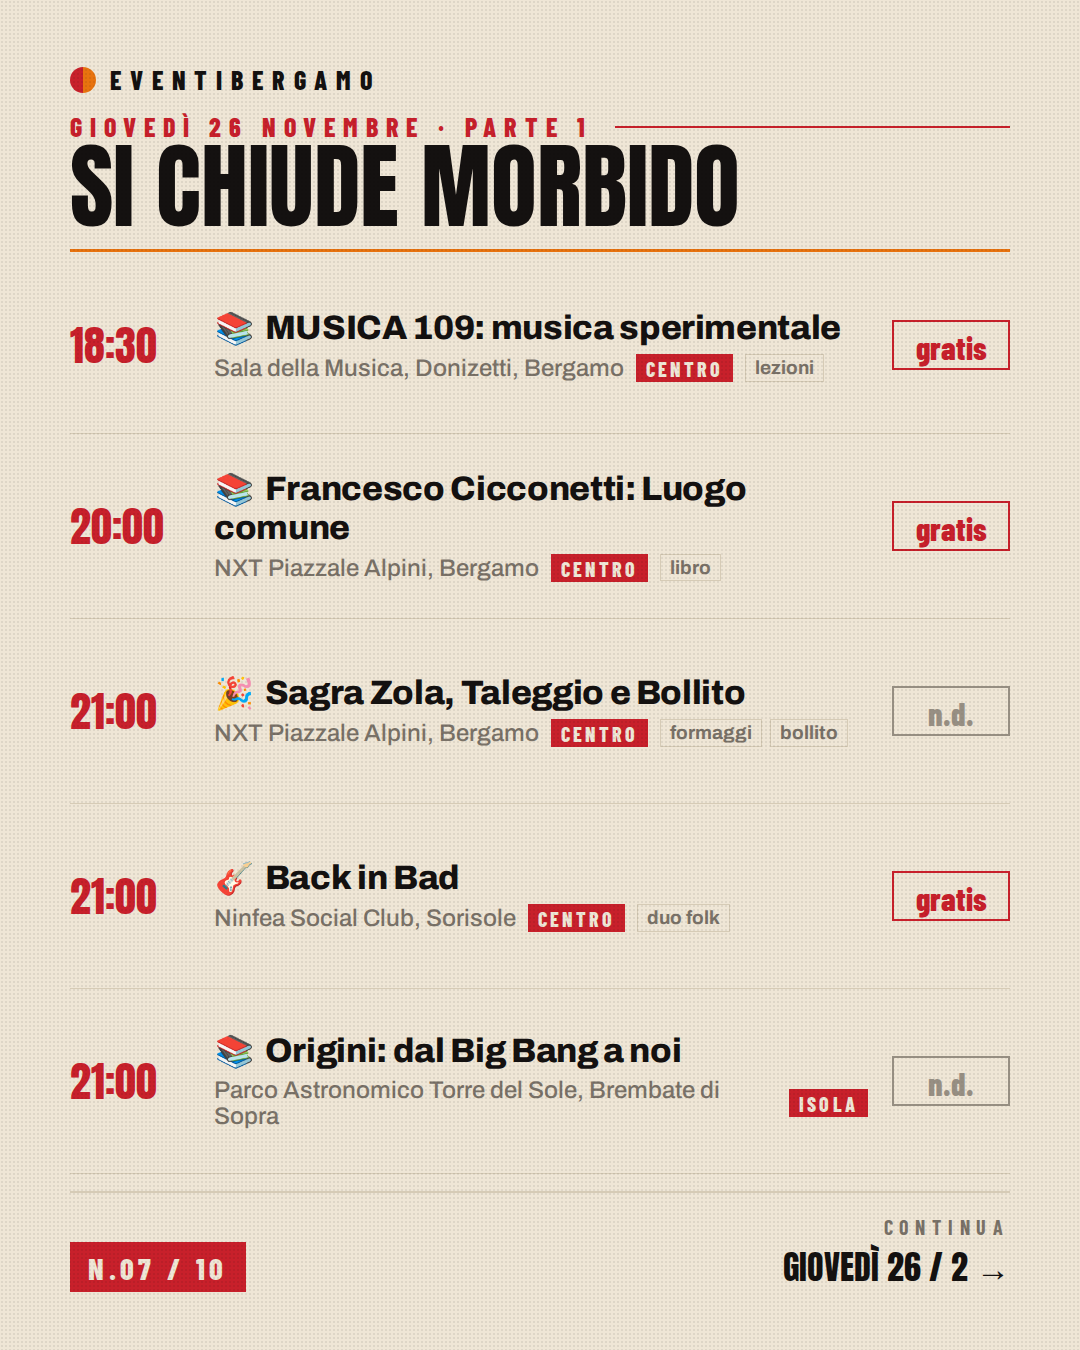 EVENTIBERGAMO
GIOVEDÌ 26 NOVEMBRE · PARTE 1
SI CHIUDE MORBIDO
18:30
📚 MUSICA 109: musica sperimentale
Sala della Musica, Donizetti, Bergamo CENTRO lezioni
gratis
20:00
📚 Francesco Cicconetti: Luogo
comune
NXT Piazzale Alpini, Bergamo CENTRO libro
gratis
21:00
🎉 Sagra Zola, Taleggio e Bollito
NXT Piazzale Alpini, Bergamo CENTRO formaggi bollito
n.d.
21:00
🎸 Back in Bad
Ninfea Social Club, Sorisole CENTRO duo folk
gratis
21:00
📚 Origini: dal Big Bang a noi
Parco Astronomico Torre del Sole, Brembate di
Sopra
ISOLA
n.d.
CONTINUA
N.07 / 10
GIOVEDÌ 26 / 2 →